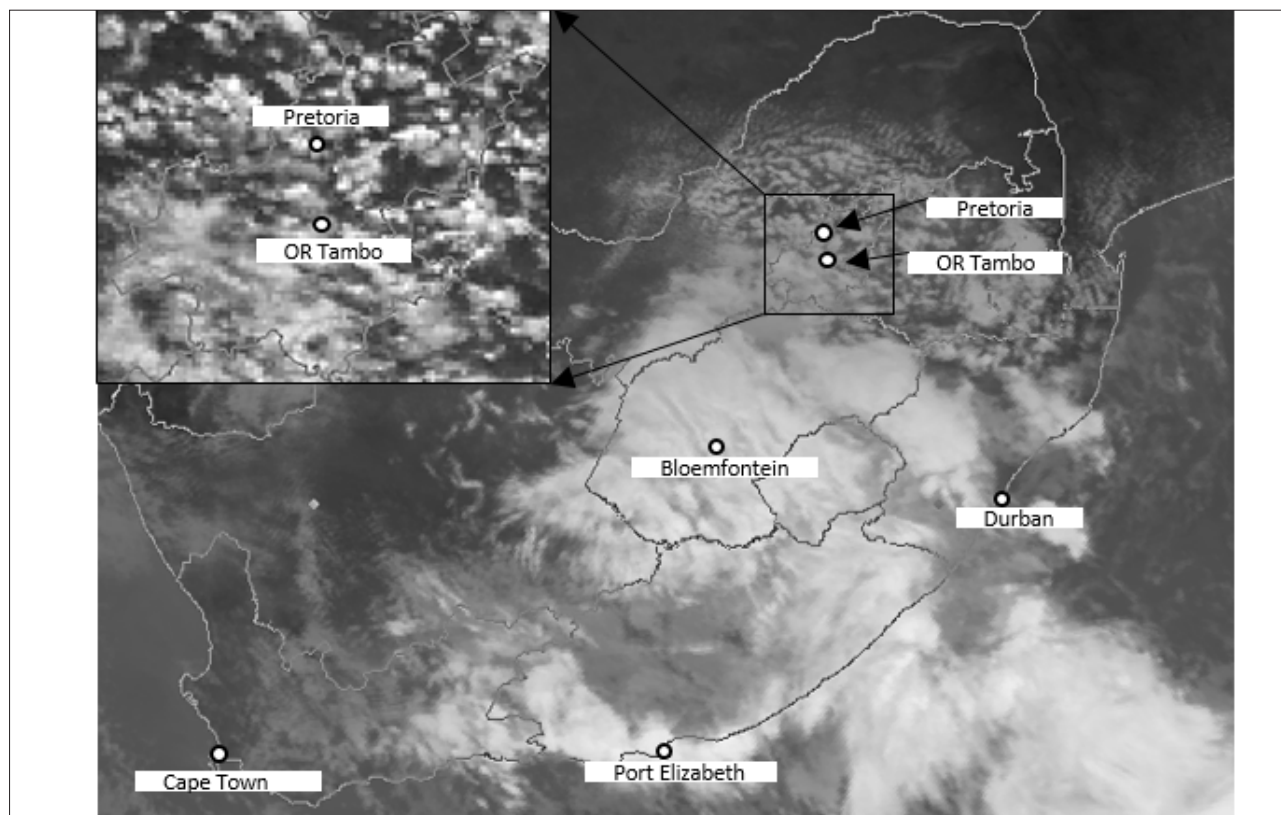 Pretoria
OR Tambo
Pretoria
OR Tambo
Bloemfontein
Durban
Cape Town
Port Elizabeth